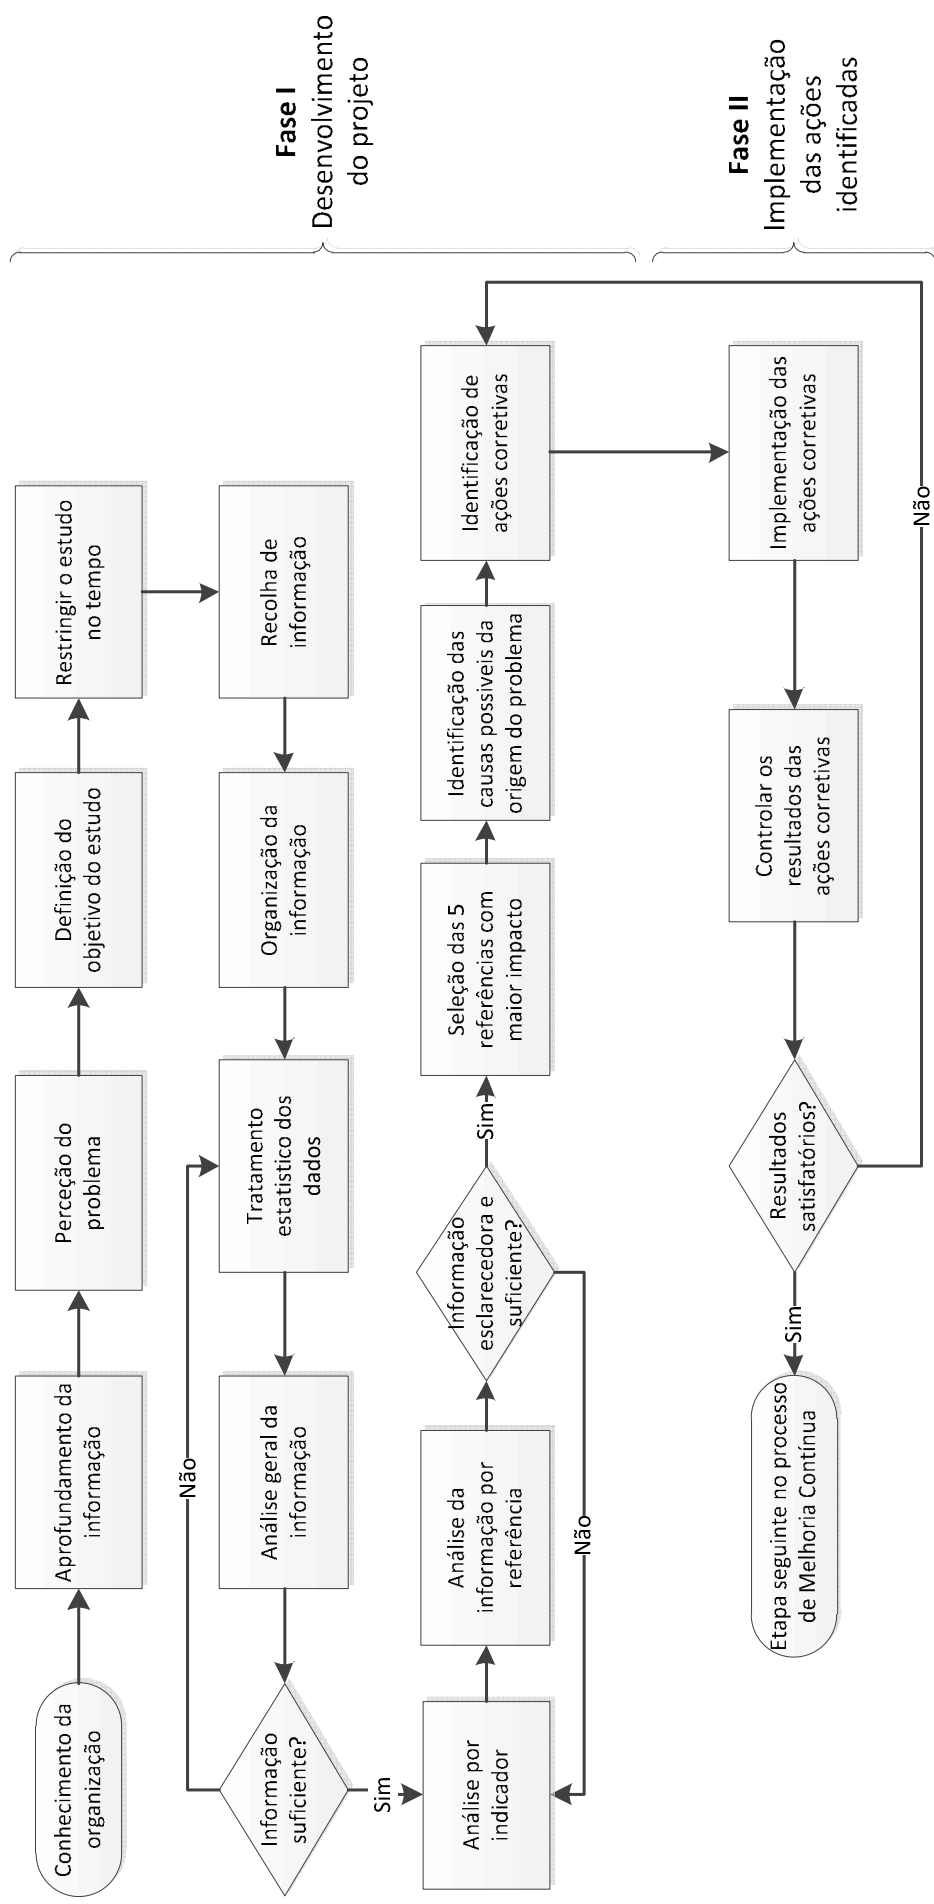 Conhecimento da
organização
Aprofundamento da
informação
Perceção do
problema
Definição do
objetivo do estudo
Restringir o estudo
no tempo
Recolha de
informação
Organização da
informação
Tratamento
estatistico dos
dados
Análise geral da
informação
Informação
suficiente?
Não
Sim
Análise por
indicador
Análise da
informação por
referência
Informação
esclarecedora e
suficiente?
Não
Sim
Seleção das 5
referências com
maior impacto
Identificação das
causas possiveis da
origem do problema
Identificação de
ações corretivas
Fase I
Desenvolvimento
do projeto
Implementação das
ações corretivas
Controlar os
resultados das
ações corretivas
Resultados
satisfatórios?
Não
Sim
Etapa seguinte no processo
de Melhoria Contínua
Fase II
Implementação
das ações
identificadas